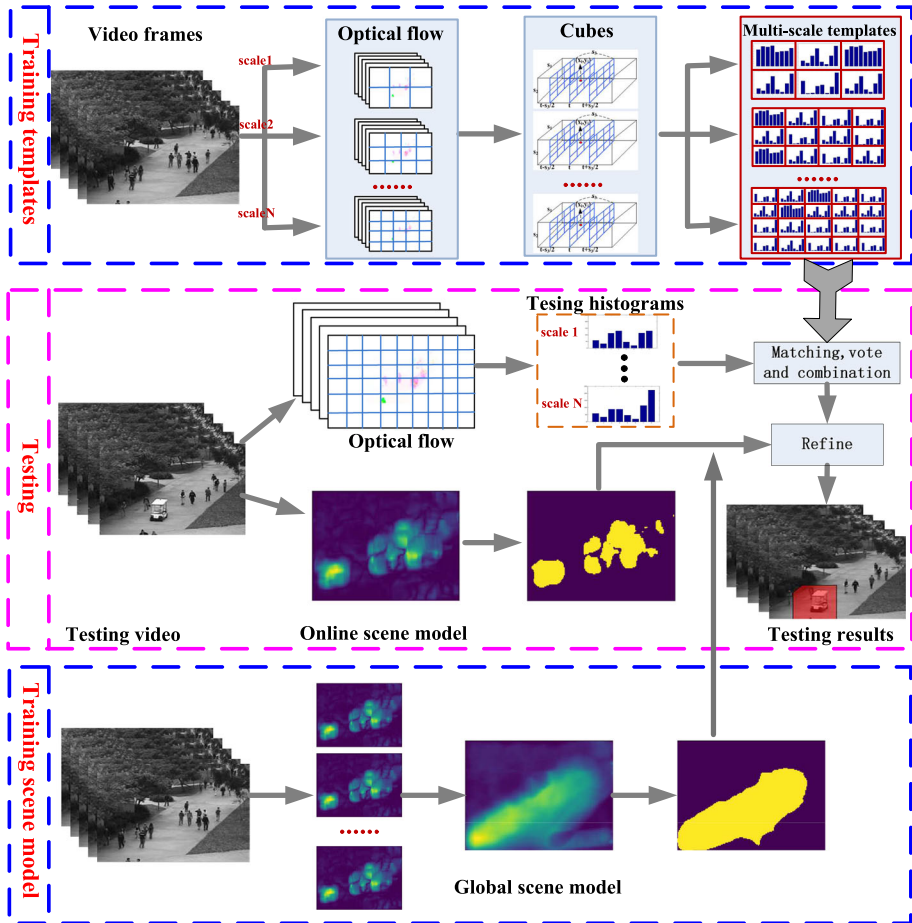 Training templates
Video frames
Optical flow
Cubes
Multi-scale templates
scale1
scale2
scaleN
Testing
Tesing histograms
scale 1
scale N
Matching,vote
and combination
Optical flow
Refine
Testing video
Online scene model
Testing results
Training scene model
Global scene model